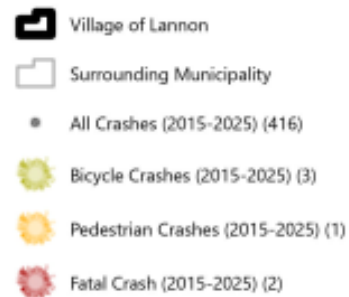 Village of Lannon
Surrounding Municipality
All Crashes (2015-2025) (416)
Bicycle Crashes (2015-2025) (3)
Pedestrian Crashes (2015-2025) (1)
Fatal Crash (2015-2025) (2)